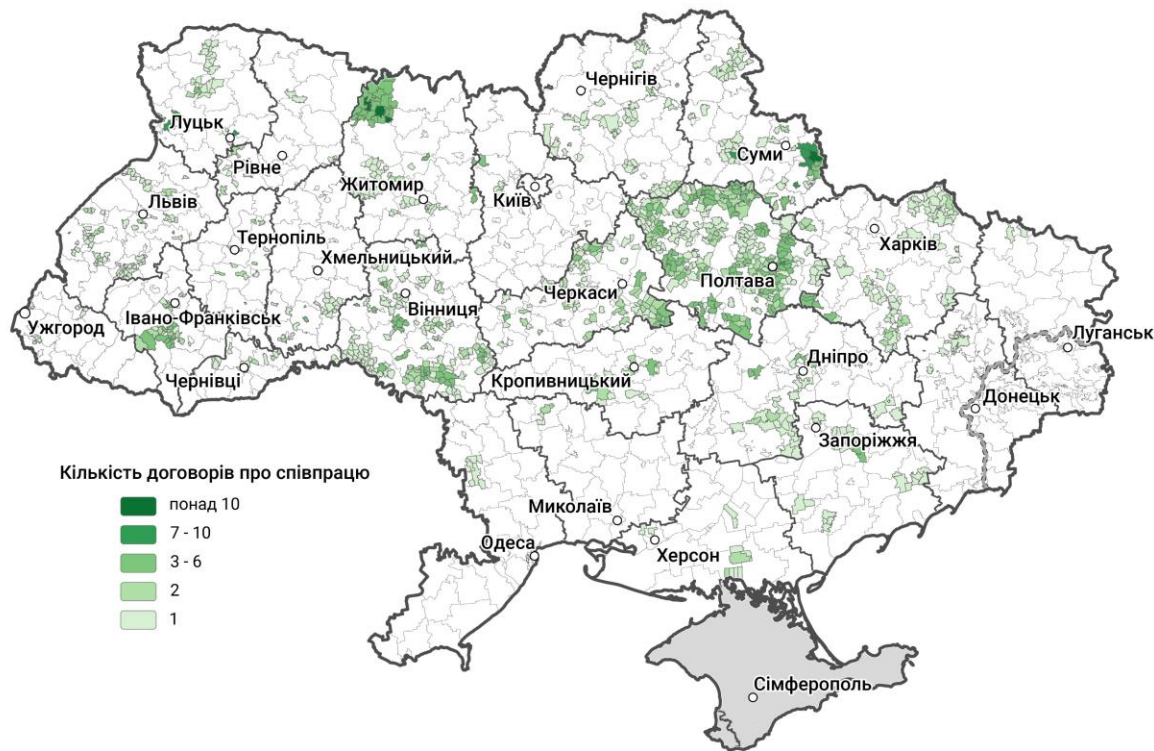 Чернігів
Луцьк
Рівне
Суми
Житомир
Київ
Львів
Харків
Тернопіль
Хмельницький
Полтава
Черкаси
Вінниця
Івано-Франківськ
Ужгород
Луганськ
Дніпро
Кропивницький
Чернівці
Донецьк
Запоріжжя
Кількість договорів про співпрацю
понад 10
7 - 10
3 - 6
2
1
Миколаїв
Одеса
Херсон
Сімферополь